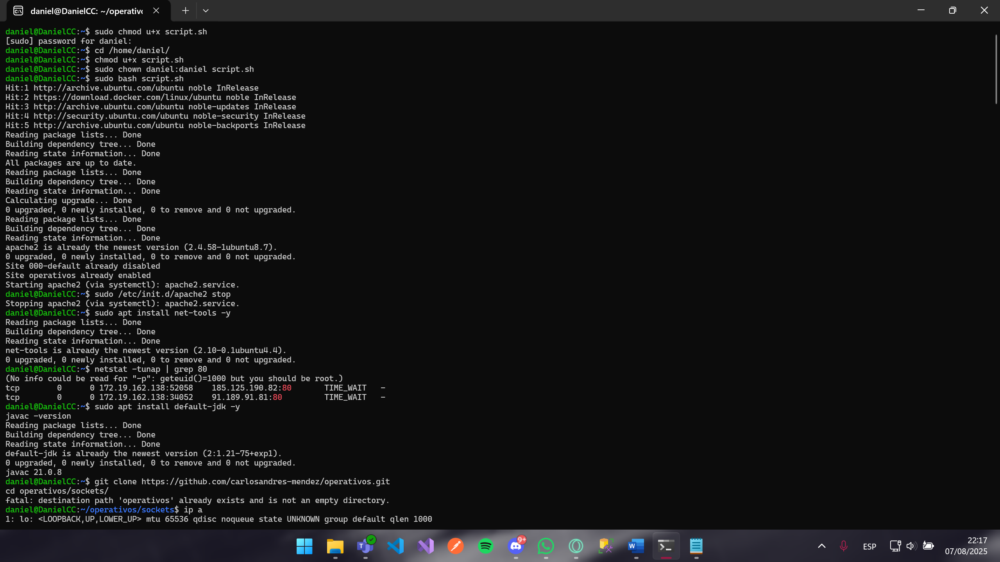 daniel@DanielCC: ~/operativo
daniel@DanielCC:~$ sudo chmod u+x script.sh
[sudo] password for daniel:
daniel@DanielCC:~$ cd /home/daniel/
daniel@DanielCC:~$ chmod u+x script.sh
daniel@DanielCC:~$ sudo chown daniel:daniel script.sh
daniel@DanielCC:~$ sudo bash script.sh
Hit:1 http://archive.ubuntu.com/ubuntu noble InRelease
Hit:2 https://download.docker.com/linux/ubuntu noble InRelease
Hit:3 http://archive.ubuntu.com/ubuntu noble-updates InRelease
Hit:4 http://security.ubuntu.com/ubuntu noble-security InRelease
Hit:5 http://archive.ubuntu.com/ubuntu noble-backports InRelease
Reading package lists... Done
Building dependency tree... Done
Reading state information... Done
All packages are up to date.
Reading package lists... Done
Building dependency tree... Done
Reading state information... Done
Calculating upgrade... Done
0 upgraded, 0 newly installed, 0 to remove and 0 not upgraded.
Reading package lists... Done
Building dependency tree... Done
Reading state information... Done
apache2 is already the newest version (2.4.58-1ubuntu8.7).
0 upgraded, 0 newly installed, 0 to remove and 0 not upgraded.
Site 000-default already disabled
Site operativos already enabled
Starting apache2 (via systemctl): apache2.service.
daniel@DanielCC:~$ sudo /etc/init.d/apache2 stop
Stopping apache2 (via systemctl): apache2.service.
daniel@DanielCC:~$ sudo apt install net-tools -y
Reading package lists... Done
Building dependency tree... Done
Reading state information... Done
net-tools is already the newest version (2.10-0.1ubuntu4.4).
0 upgraded, 0 newly installed, 0 to remove and 0 not upgraded.
daniel@DanielCC:~$ netstat -tunap | grep 80
(No info could be read for "-p": geteuid()=1000 but you should be root.)
tcp        0      0 172.19.162.138:52058    185.125.190.82:80       TIME_WAIT   -
tcp        0      0 172.19.162.138:34052    91.189.91.81:80         TIME_WAIT   -
daniel@DanielCC:~$ sudo apt install default-jdk -y
javac -version
Reading package lists... Done
Building dependency tree... Done
Reading state information... Done
default-jdk is already the newest version (2:1.21-75+exp1).
0 upgraded, 0 newly installed, 0 to remove and 0 not upgraded.
javac 21.0.8
daniel@DanielCC:~$ git clone https://github.com/carlosandres-mendez/operativos.git
cd operativos/sockets/
fatal: destination path 'operativos' already exists and is not an empty directory.
daniel@DanielCC:~/operativos/sockets$ ip a
1: lo: <LOOPBACK,UP,LOWER_UP> mtu 65536 qdisc noqueue state UNKNOWN group default qlen 1000
9+
ESP
22:17
07/08/2025